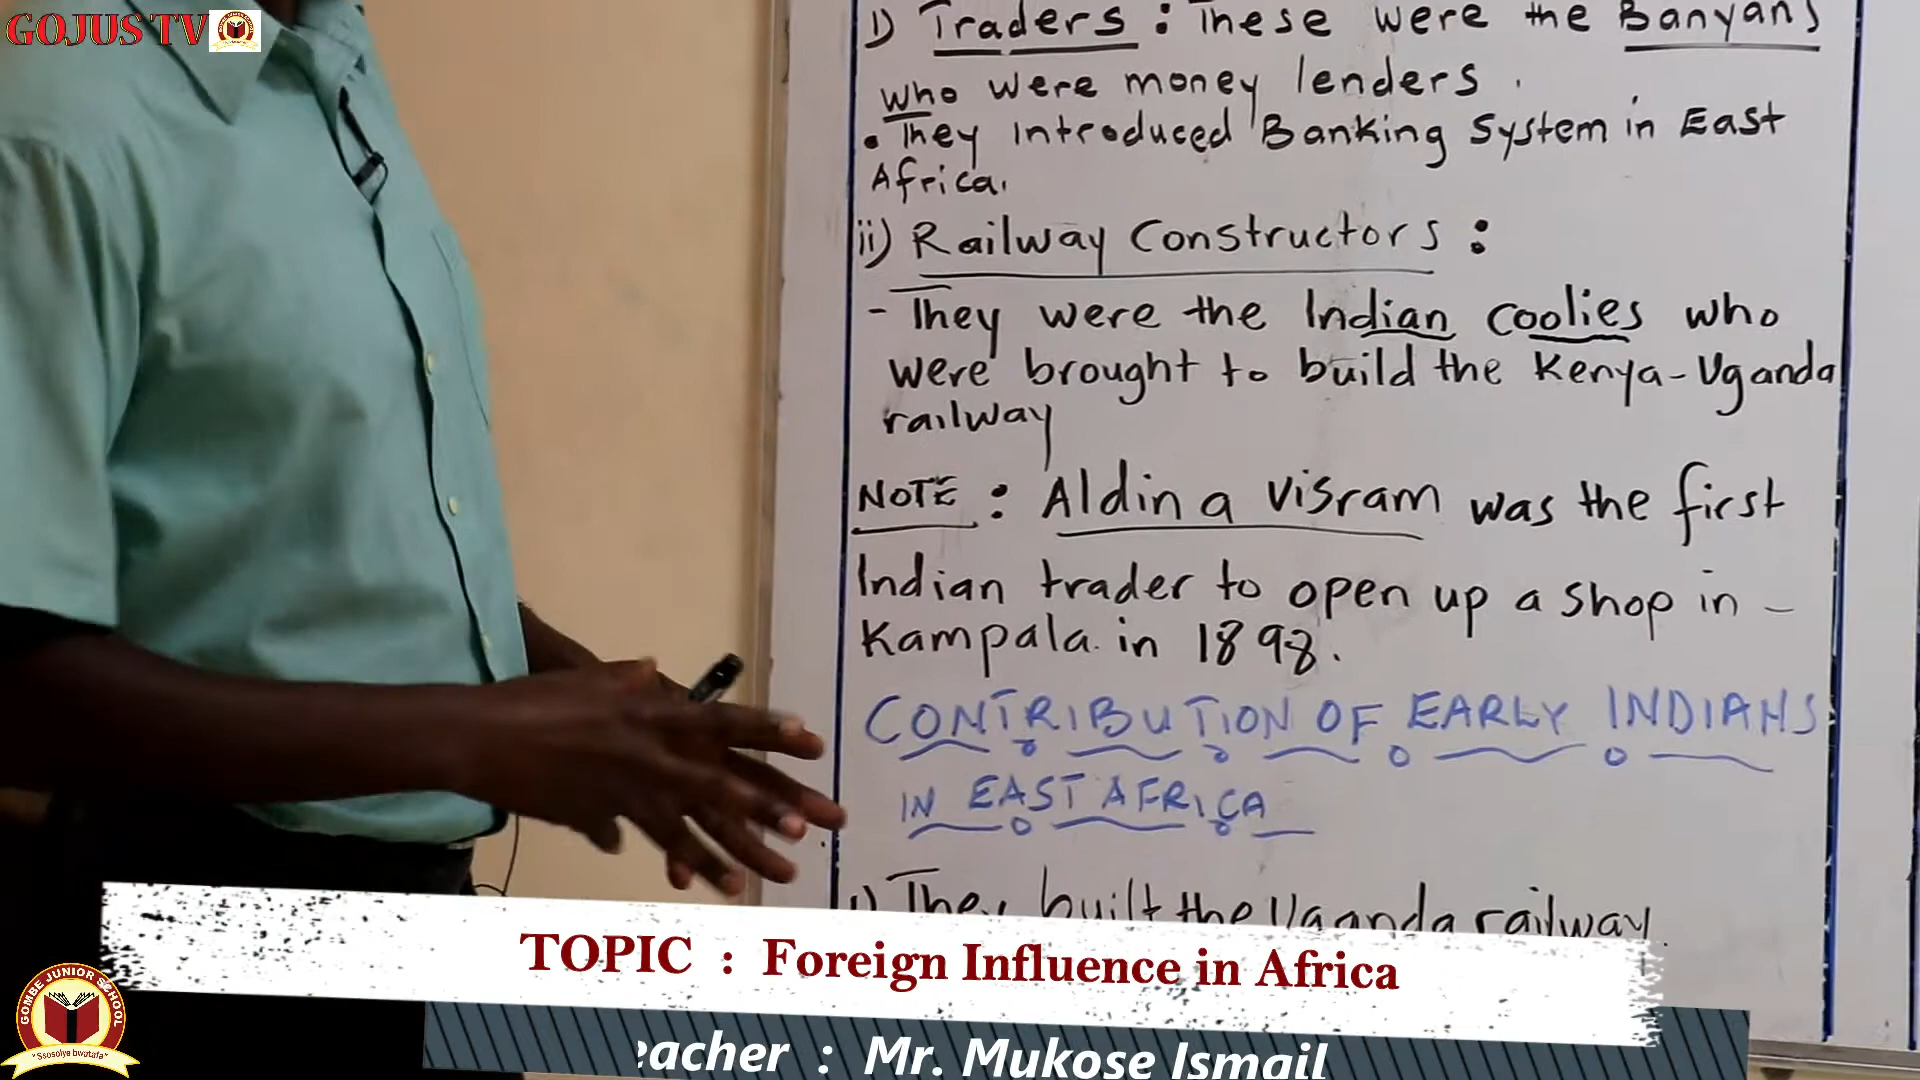 GOJUS TV
i) Traders : These were the Banyans
who were money lenders .
• They introduced Banking System in East
Africa.
ii) Railway Constructors :
- They were the Indian coolies who
were brought to build the Kenya-Uganda
railway
NOTE : Aldina Visram was the first
Indian trader to open up a shop in -
Kampala. in 1898.
CONTRIBUTION OF EARLY INDIANS
IN EAST AFRICA
i) They built the Uganda railway.
TOPIC : Foreign Influence in Africa
eacher : Mr. Mukose Ismail
GOMBE JUNIOR SCHOOL
"Ssosolye bwatafa"